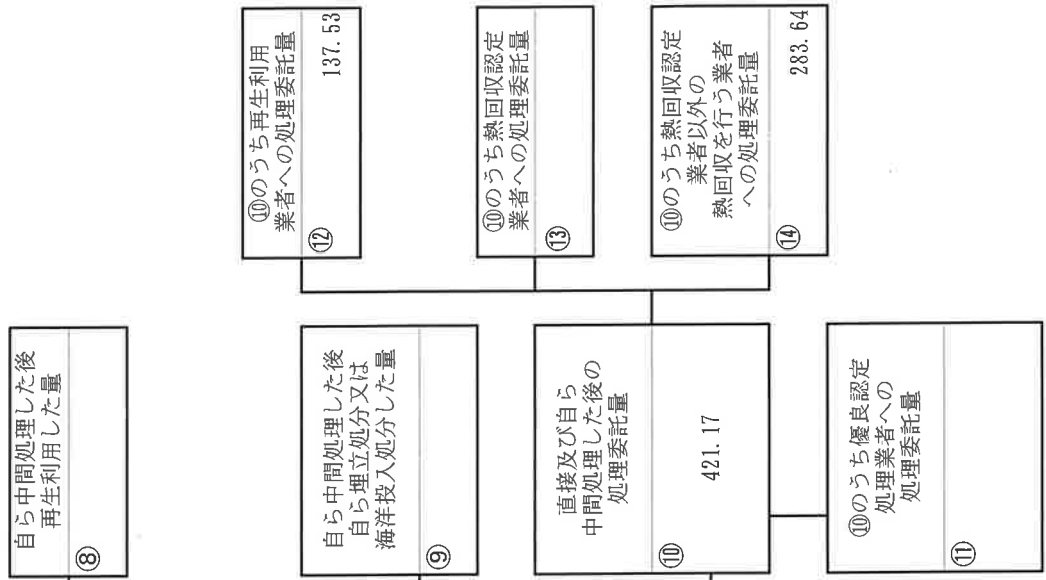 自ら中間処理した後
再生利用した量
⑧
自ら中間処理した後
自ら埋立処分又は
海洋投入処分した量
⑨
直接及び自ら
中間処理した後の
処理委託量
⑩
421.17
⑩のうち優良認定
処理業者への
処理委託量
⑪
⑩のうち再生利用
業者への処理委託量
⑫
137.53
⑩のうち熱回収認定
業者への処理委託量
⑬
⑩のうち熱回収認定
業者以外の
熱回収を行う業者
への処理委託量
⑭
283.64